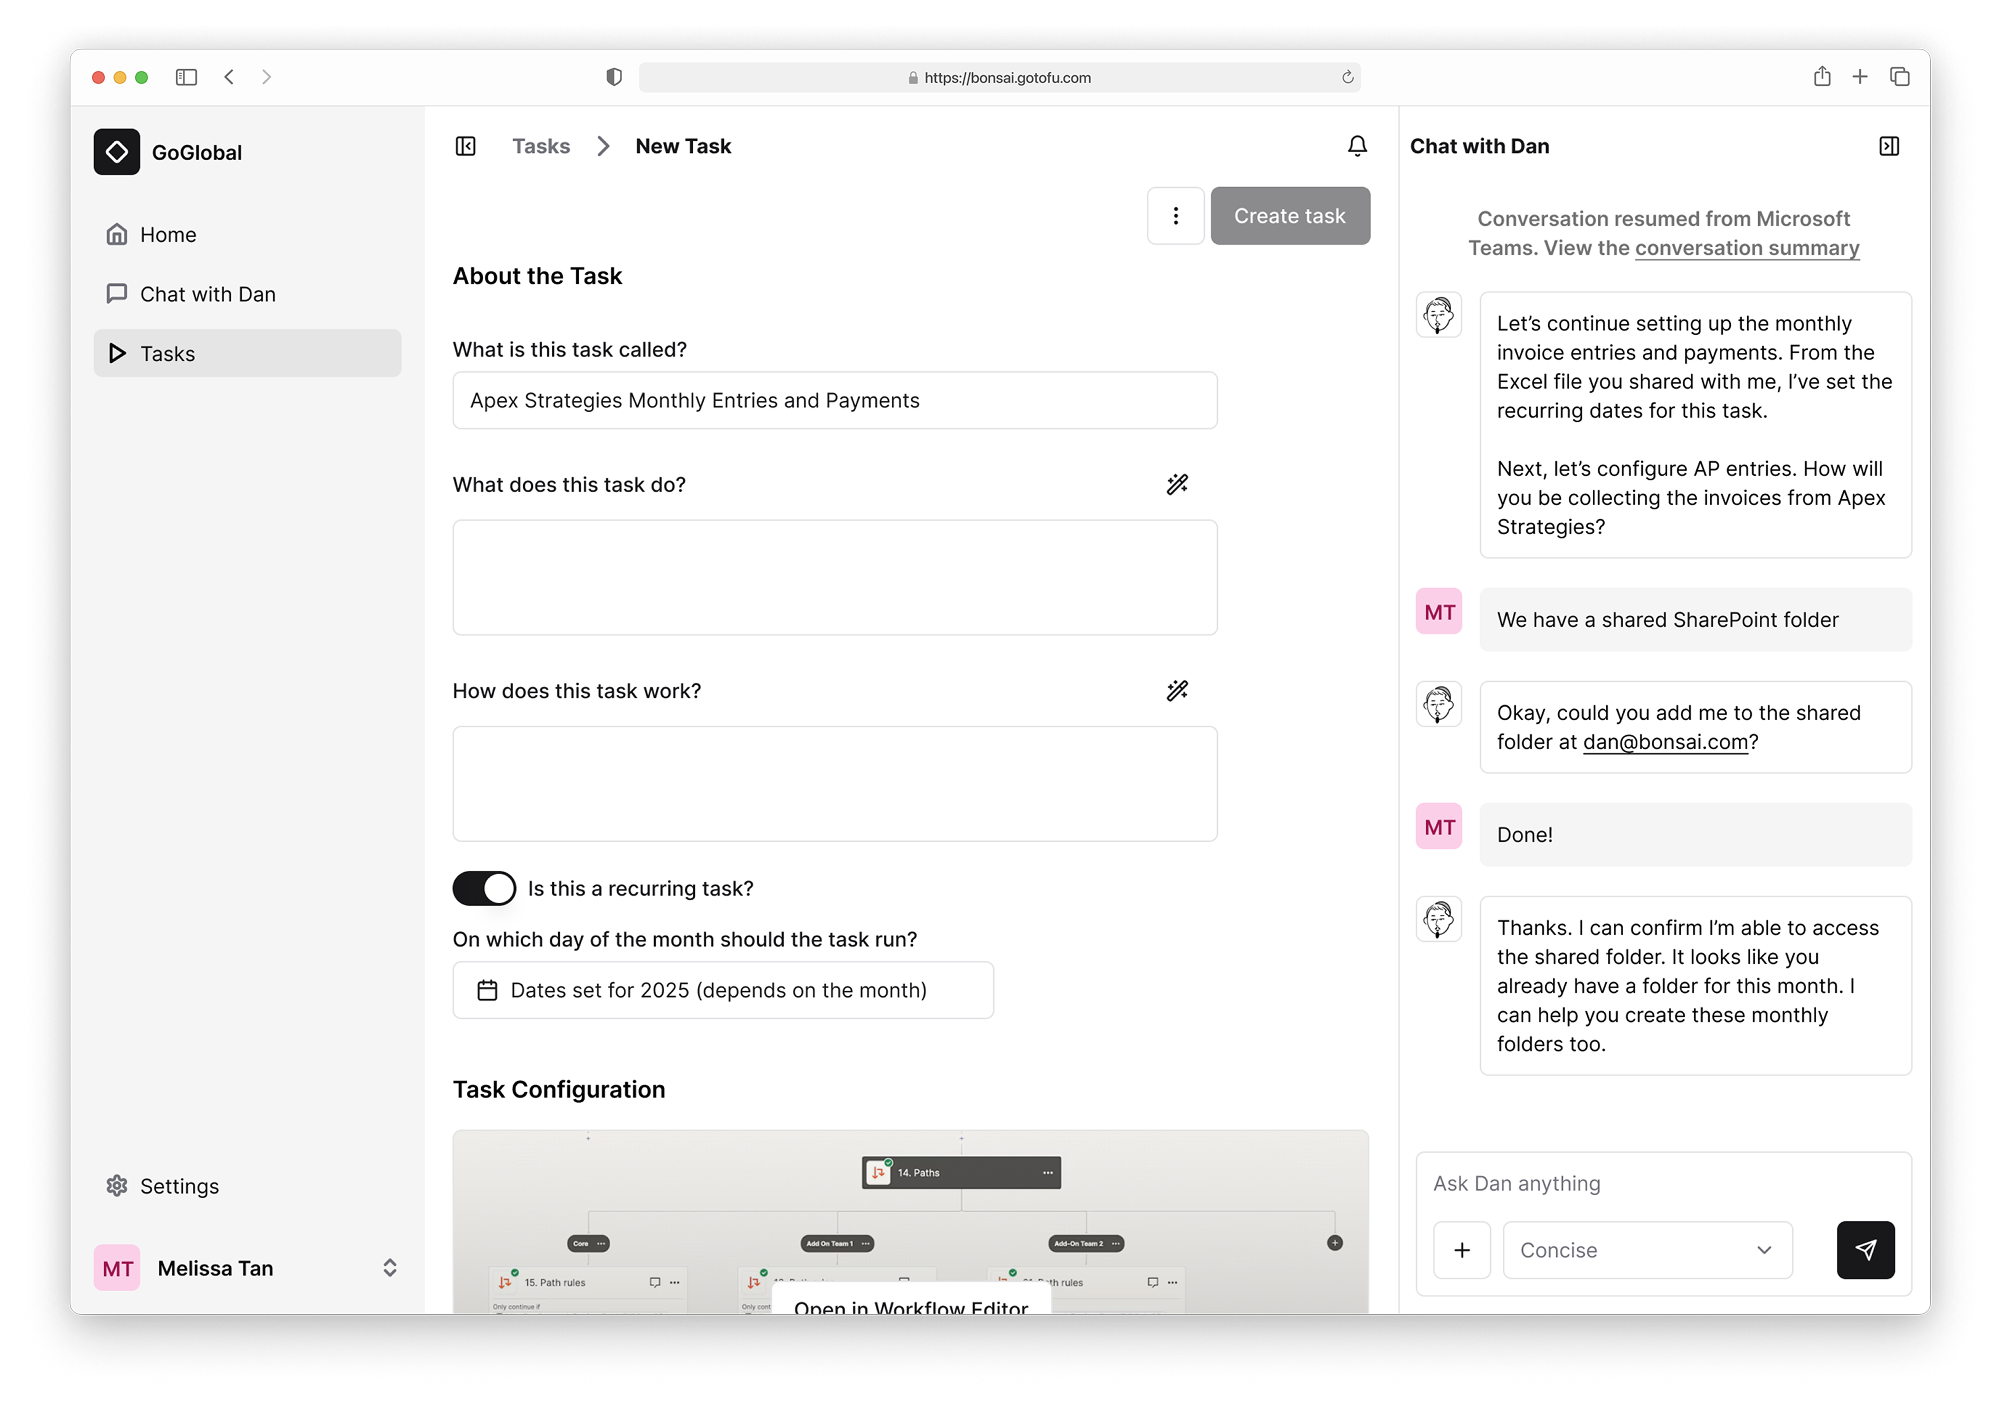 https://bonsai.gotofu.com
GoGlobal
Home
Chat with Dan
Tasks
Settings
MT
Melissa Tan
Tasks
New Task
Create task
About the Task
What is this task called?
Apex Strategies Monthly Entries and Payments
What does this task do?
How does this task work?
Is this a recurring task?
On which day of the month should the task run?
Dates set for 2025 (depends on the month)
Task Configuration
14. Paths
Core
Add On Team 1
Add-On Team 2
15. Path rules
Only continue if
Only cont
th rules
Open in Workflow Editor
Chat with Dan
Conversation resumed from Microsoft
Teams. View the conversation summary
Let’s continue setting up the monthly
invoice entries and payments. From the
Excel file you shared with me, I’ve set the
recurring dates for this task.
Next, let’s configure AP entries. How will
you be collecting the invoices from Apex
Strategies?
MT
We have a shared SharePoint folder
Okay, could you add me to the shared
folder at dan@bonsai.com?
MT
Done!
Thanks. I can confirm I’m able to access
the shared folder. It looks like you
already have a folder for this month. I
can help you create these monthly
folders too.
Ask Dan anything
Concise